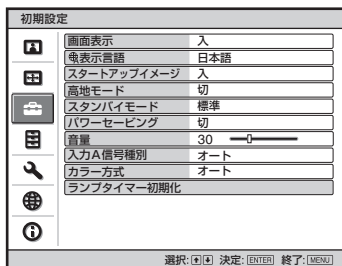 初期設定
画面表示 入
表示言語 日本語
スタートアップイメージ 入
高地モード 切
スタンバイモード 標準
パワーセービング 切
音量 30
入力A信号種別 オート
カラー方式 オート
ランプタイマー初期化
選択: 決定: ENTER 終了: MENU